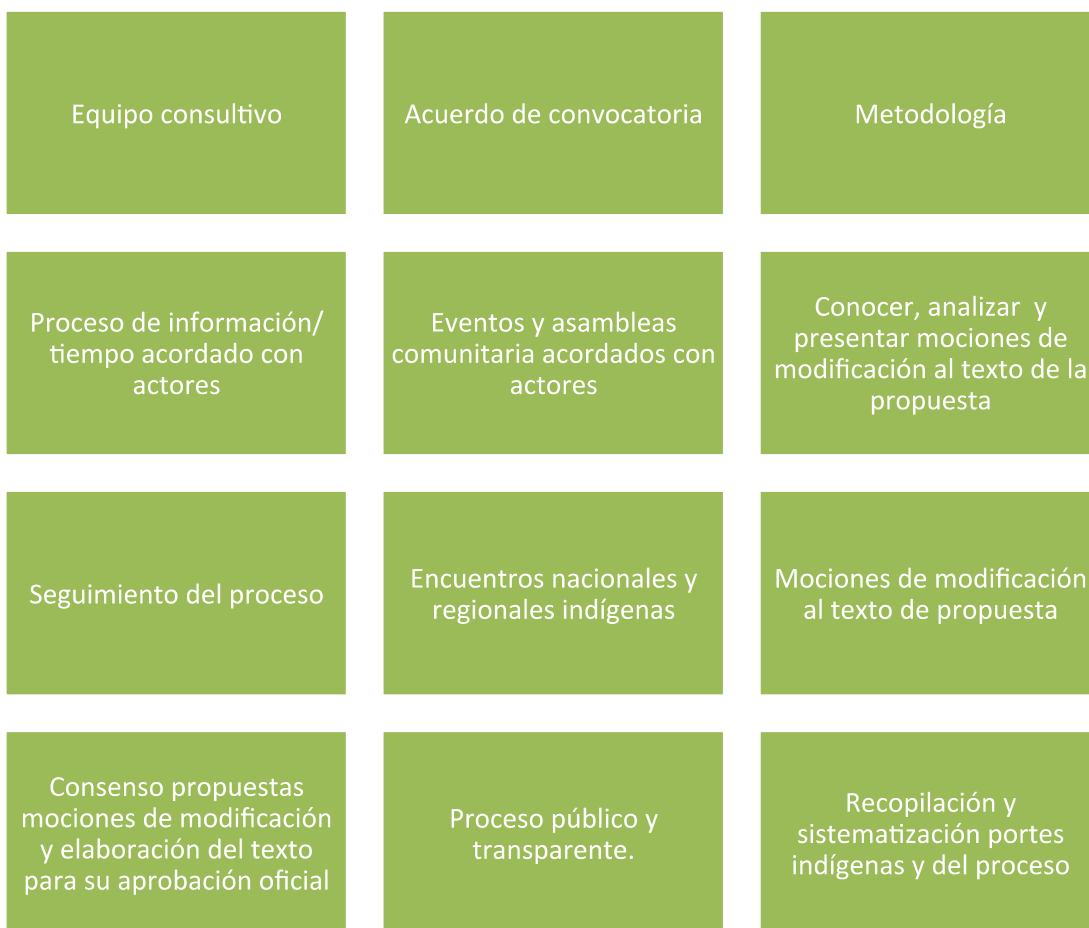 Equipo consultivo
Acuerdo de convocatoria
Metodología
Proceso de información/
tiempo acordado con
actores
Eventos y asambleas
comunitaria acordados con
actores
Conocer, analizar  y
presentar mociones de
modificación al texto de la
propuesta
Seguimiento del proceso
Encuentros nacionales y
regionales indígenas
Mociones de modificación
al texto de propuesta
Consenso propuestas
mociones de modificación
y elaboración del texto
para su aprobación oficial
Proceso público y
transparente.
Recopilación y
sistematización portes
indígenas y del proceso